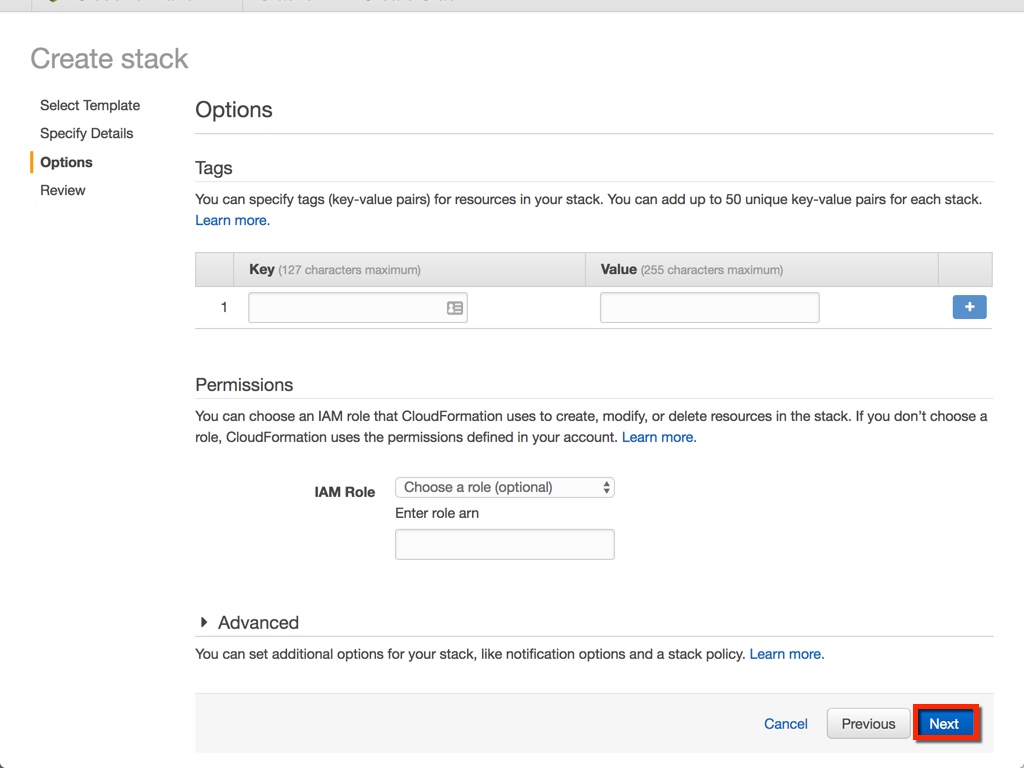 Create stack
Select Template
Specify Details
Options
Review
Options
Tags
You can specify tags (key-value pairs) for resources in your stack. You can add up to 50 unique key-value pairs for each stack.
Learn more.
Key (127 characters maximum)
Value (255 characters maximum)
1
+
Permissions
You can choose an IAM role that CloudFormation uses to create, modify, or delete resources in the stack. If you don't choose a
role, CloudFormation uses the permissions defined in your account. Learn more.
IAM Role
Choose a role (optional)
Enter role arn
Advanced
You can set additional options for your stack, like notification options and a stack policy. Learn more.
Cancel
Previous
Next